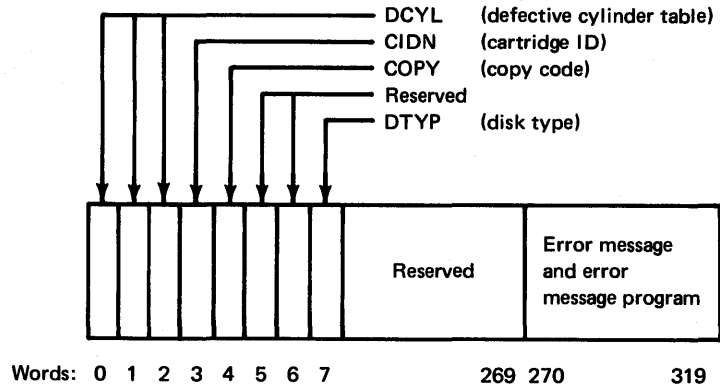 DCYL (defective cylinder table)
CIDN (cartridge ID)
COPY (copy code)
Reserved
DTYP (disk type)
Reserved
Error message
and error
message program
Words: 0 1 2 3 4 5 6 7 269 270 319